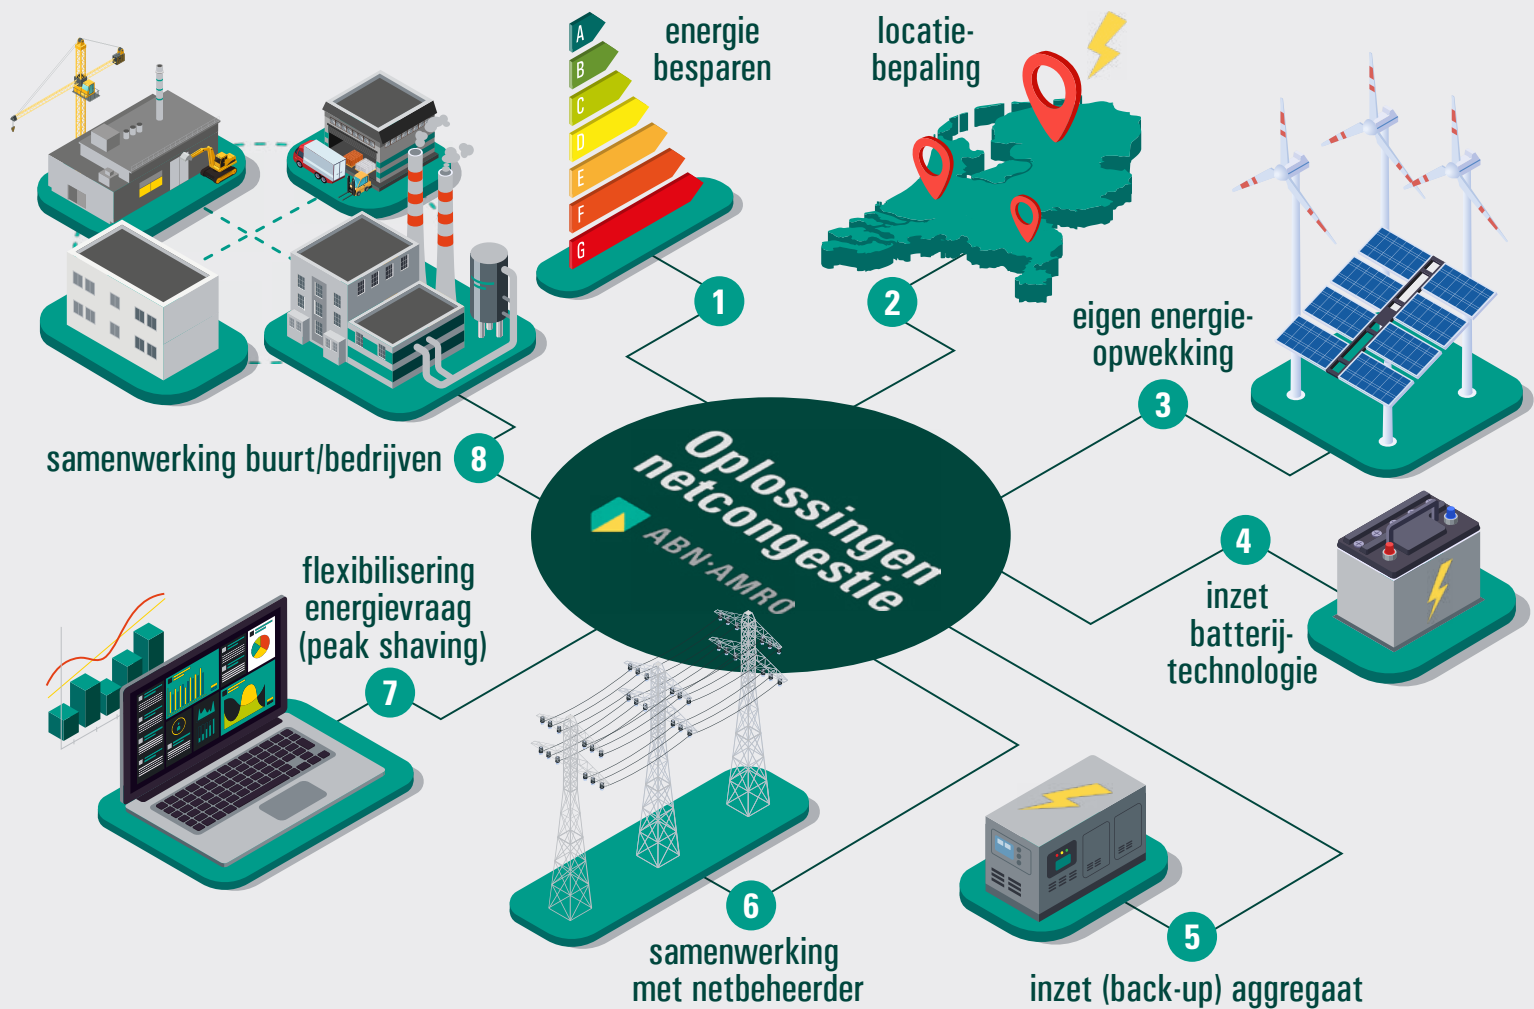 Oplossingen
netcongestie
ABN·AMRO
A
B
C
D
E
F
G
energie
besparen
1
locatie-
bepaling
2
eigen energie-
opwekking
3
4
inzet
batterij-
technologie
5
inzet (back-up) aggregaat
6
samenwerking
met netbeheerder
flexibilisering
energievraag
(peak shaving)
7
samenwerking buurt/bedrijven
8